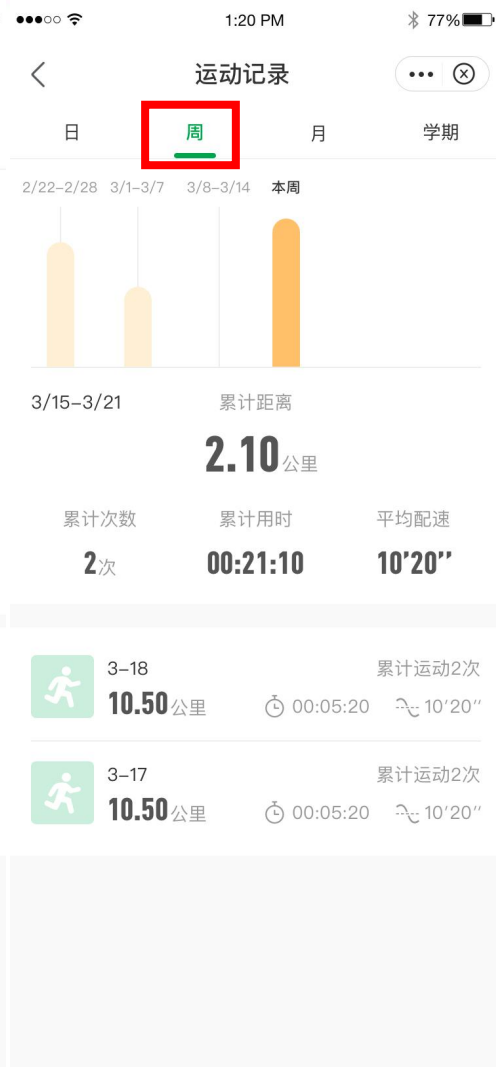 1:20 PM 77%
运动记录
日 周 月 学期
2/22–2/28 3/1–3/7 3/8–3/14 本周
3/15–3/21 累计距离
2.10公里
累计次数 累计用时 平均配速
2次 00:21:10 10'20''
3–18 累计运动2次
10.50公里 00:05:20 10'20''
3–17 累计运动2次
10.50公里 00:05:20 10'20''